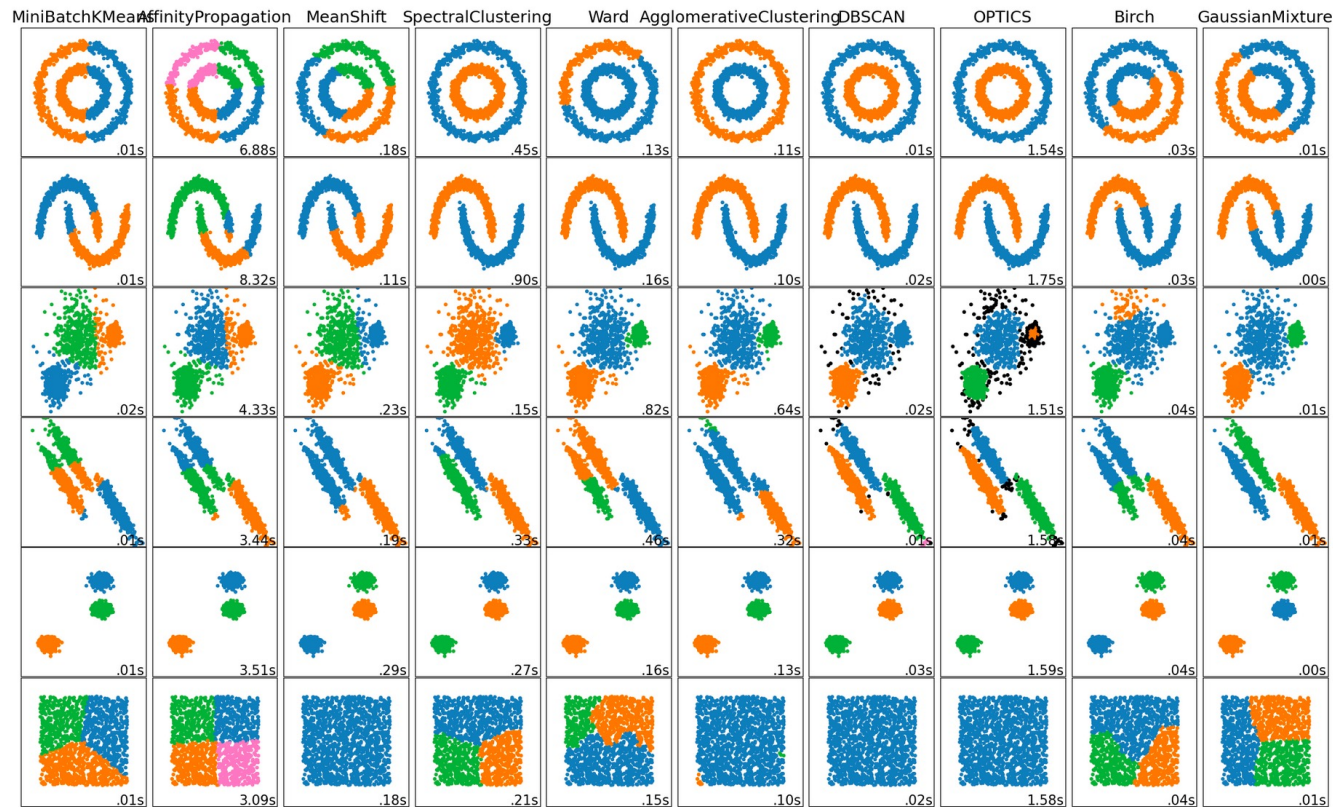 MiniBatchKMeans AffinityPropagation MeanShift SpectralClustering Ward AgglomerativeClustering DBSCAN OPTICS Birch GaussianMixture
.01s 6.88s .18s .45s .13s .11s .01s 1.54s .03s .01s
.01s 8.32s .11s .90s .16s .10s .02s 1.75s .03s .00s
.02s 4.33s .23s .15s .82s .64s .02s 1.51s .04s .01s
.01s 3.44s .19s .33s .46s .32s .01s 1.58s .04s .01s
.01s 3.51s .29s .27s .16s .13s .03s 1.59s .04s .00s
.01s 3.09s .18s .21s .15s .10s .02s 1.58s .04s .01s